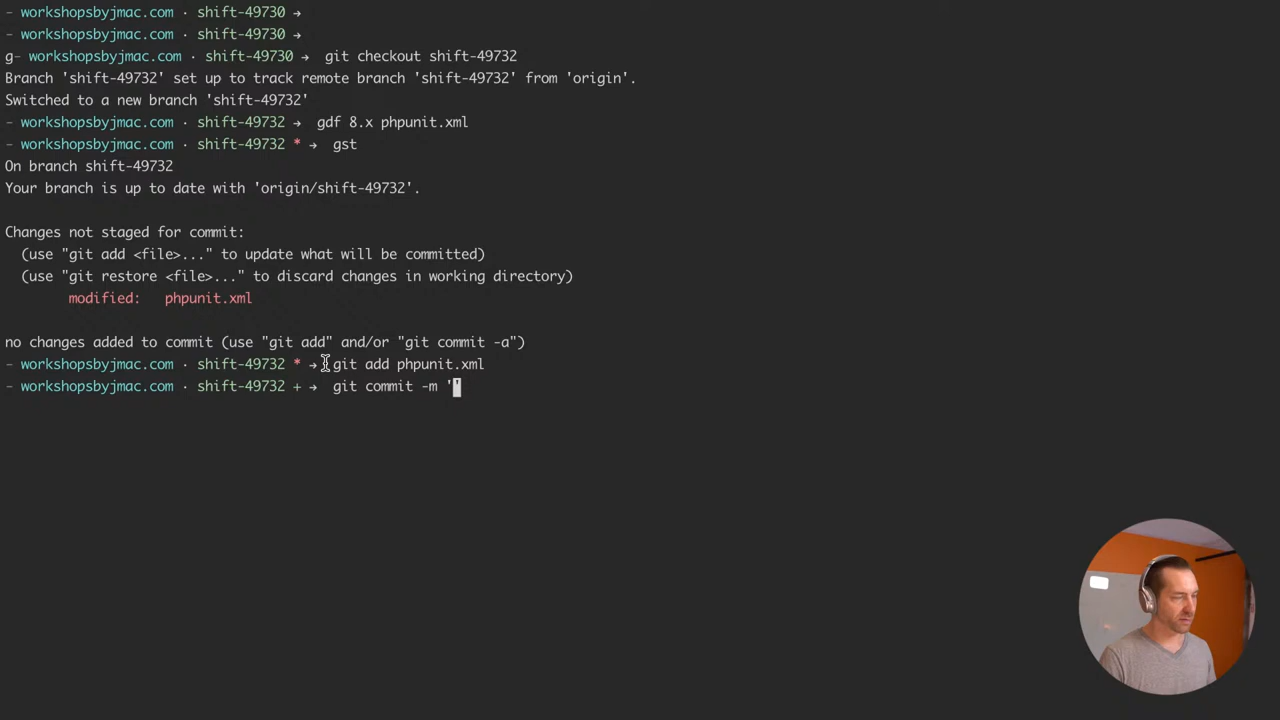 - workshopsbyjmac.com · shift-49730 →
- workshopsbyjmac.com · shift-49730 →
g- workshopsbyjmac.com · shift-49730 → git checkout shift-49732
Branch 'shift-49732' set up to track remote branch 'shift-49732' from 'origin'.
Switched to a new branch 'shift-49732'
- workshopsbyjmac.com · shift-49732 → gdf 8.x phpunit.xml
- workshopsbyjmac.com · shift-49732 * → gst
On branch shift-49732
Your branch is up to date with 'origin/shift-49732'.
Changes not staged for commit:
(use "git add <file>..." to update what will be committed)
(use "git restore <file>..." to discard changes in working directory)
modified: phpunit.xml
no changes added to commit (use "git add" and/or "git commit -a")
- workshopsbyjmac.com · shift-49732 * → git add phpunit.xml
- workshopsbyjmac.com · shift-49732 + → git commit -m ''